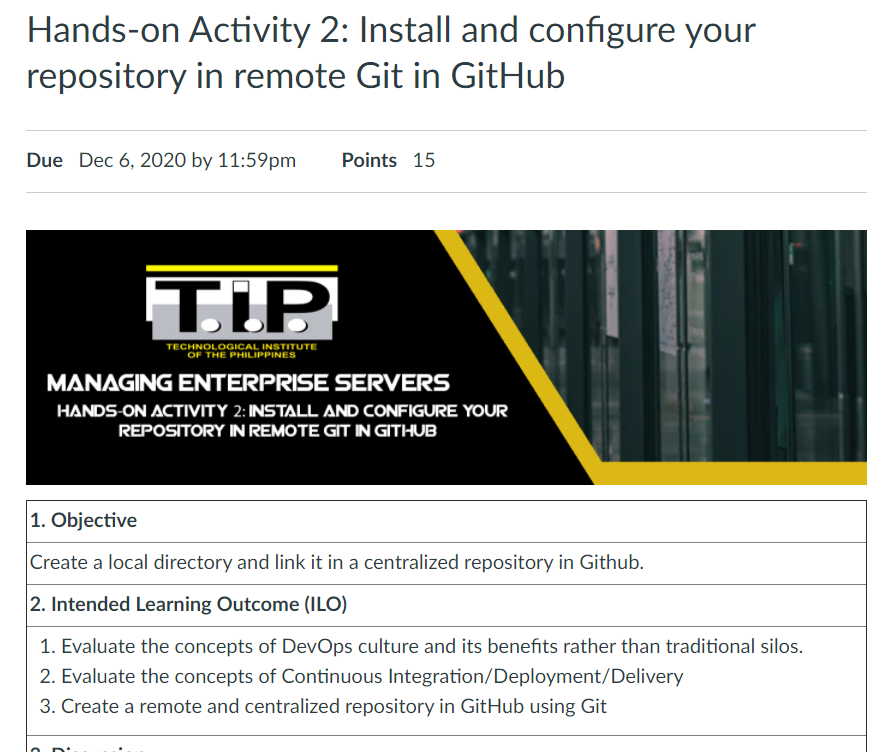 Hands-on Activity 2: Install and configure your
repository in remote Git in GitHub
Due Dec 6, 2020 by 11:59pm Points 15
T.I.P
TECHNOLOGICAL INSTITUTE
OF THE PHILIPPINES
MANAGING ENTERPRISE SERVERS
HANDS-ON ACTIVITY 2: INSTALL AND CONFIGURE YOUR
REPOSITORY IN REMOTE GIT IN GITHUB
1. Objective
Create a local directory and link it in a centralized repository in Github.
2. Intended Learning Outcome (ILO)
1. Evaluate the concepts of DevOps culture and its benefits rather than traditional silos.
2. Evaluate the concepts of Continuous Integration/Deployment/Delivery
3. Create a remote and centralized repository in GitHub using Git
3. Discussion